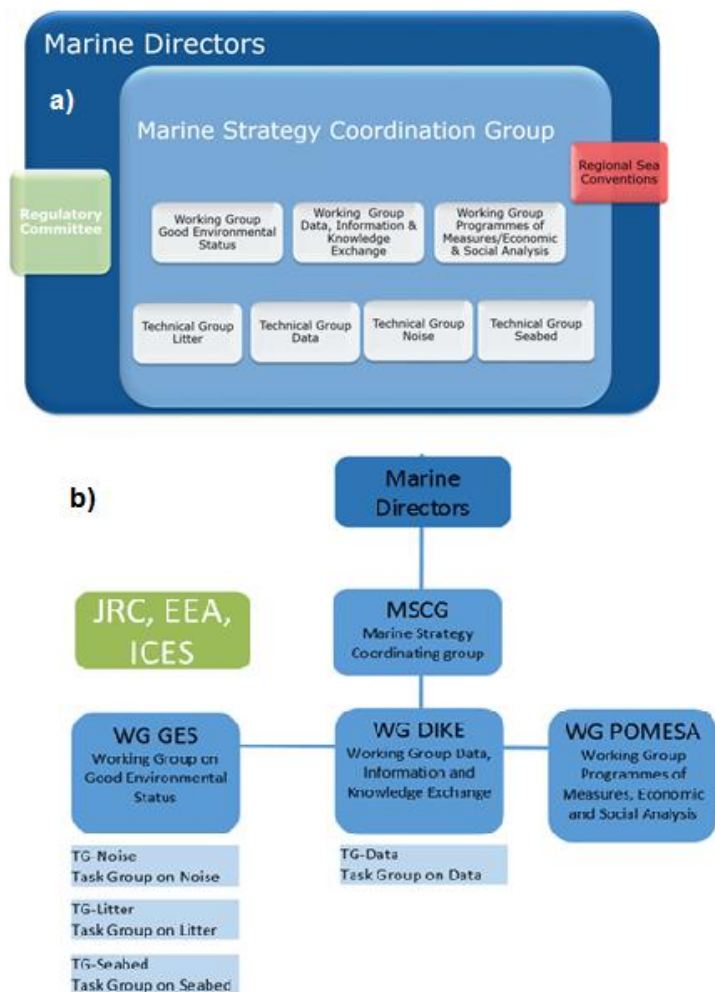 Marine Directors
a)
Marine Strategy Coordination Group
Regional Sea
Conventions
Regulatory
Committee
Working Group
Good Environmental
Status
Working Group
Data, Information &
Knowledge
Exchange
Working Group
Programmes of
Measures/Economic
& Social Analysis
Technical Group
Litter
Technical Group
Data
Technical Group
Noise
Technical Group
Seabed
b)
Marine
Directors
JRC, EEA,
ICES
MSCG
Marine Strategy
Coordinating group
WG GES
Working Group on
Good Environmental
Status
WG DIKE
Working Group Data,
Information and
Knowledge Exchange
WG POMESA
Working Group
Programmes of
Measures, Economic
and Social Analysis
TG-Noise
Task Group on Noise
TG-Litter
Task Group on Litter
TG-Seabed
Task Group on Seabed
TG-Data
Task Group on Data